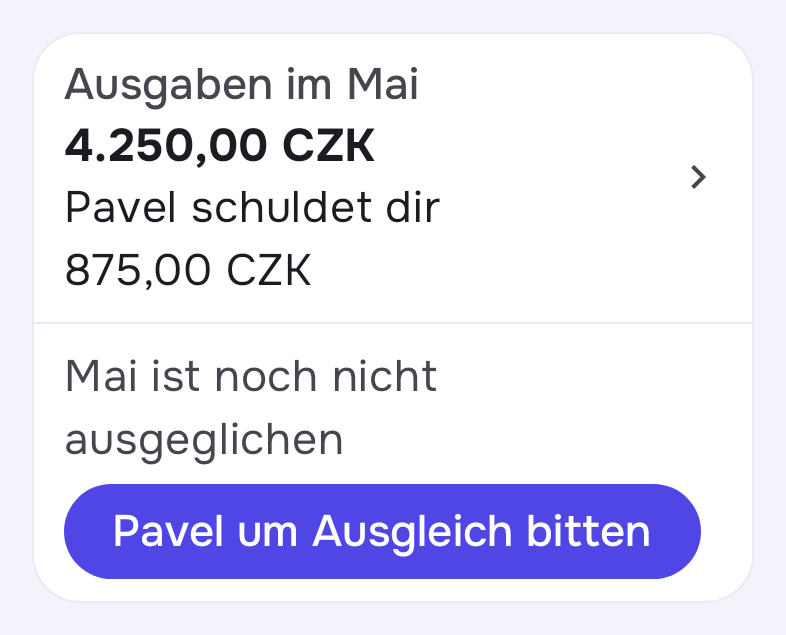 Ausgaben im Mai
4.250,00 CZK
Pavel schuldet dir
875,00 CZK
Mai ist noch nicht
ausgeglichen
Pavel um Ausgleich bitten